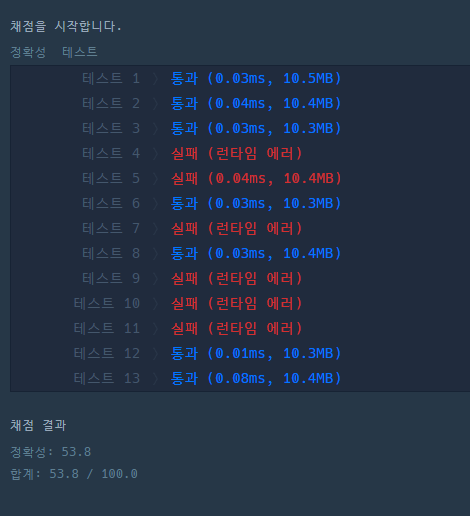 채점을 시작합니다.
정확성 테스트
테스트 1 〉 통과 (0.03ms, 10.5MB)
테스트 2 〉 통과 (0.04ms, 10.4MB)
테스트 3 〉 통과 (0.03ms, 10.3MB)
테스트 4 〉 실패 (런타임 에러)
테스트 5 〉 실패 (0.04ms, 10.4MB)
테스트 6 〉 통과 (0.03ms, 10.3MB)
테스트 7 〉 실패 (런타임 에러)
테스트 8 〉 통과 (0.03ms, 10.4MB)
테스트 9 〉 실패 (런타임 에러)
테스트 10 〉 실패 (런타임 에러)
테스트 11 〉 실패 (런타임 에러)
테스트 12 〉 통과 (0.01ms, 10.3MB)
테스트 13 〉 통과 (0.08ms, 10.4MB)
채점 결과
정확성: 53.8
합계: 53.8 / 100.0